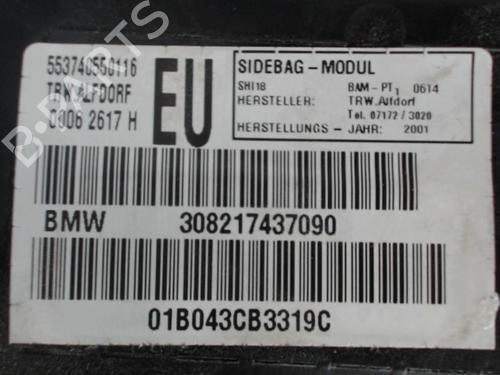 553740550116
TRW.ALFDORF
0006 2617 H
EU
SIDEBAG-MODUL
SHI18 BAM-PT1 0614
HERSTELLER: TRW.Alfdorf
Tel. 07172/3020
HERSTELLUNGS-JAHR: 2001
BMW 308217437090
01B043CB3319C
B-PARTS